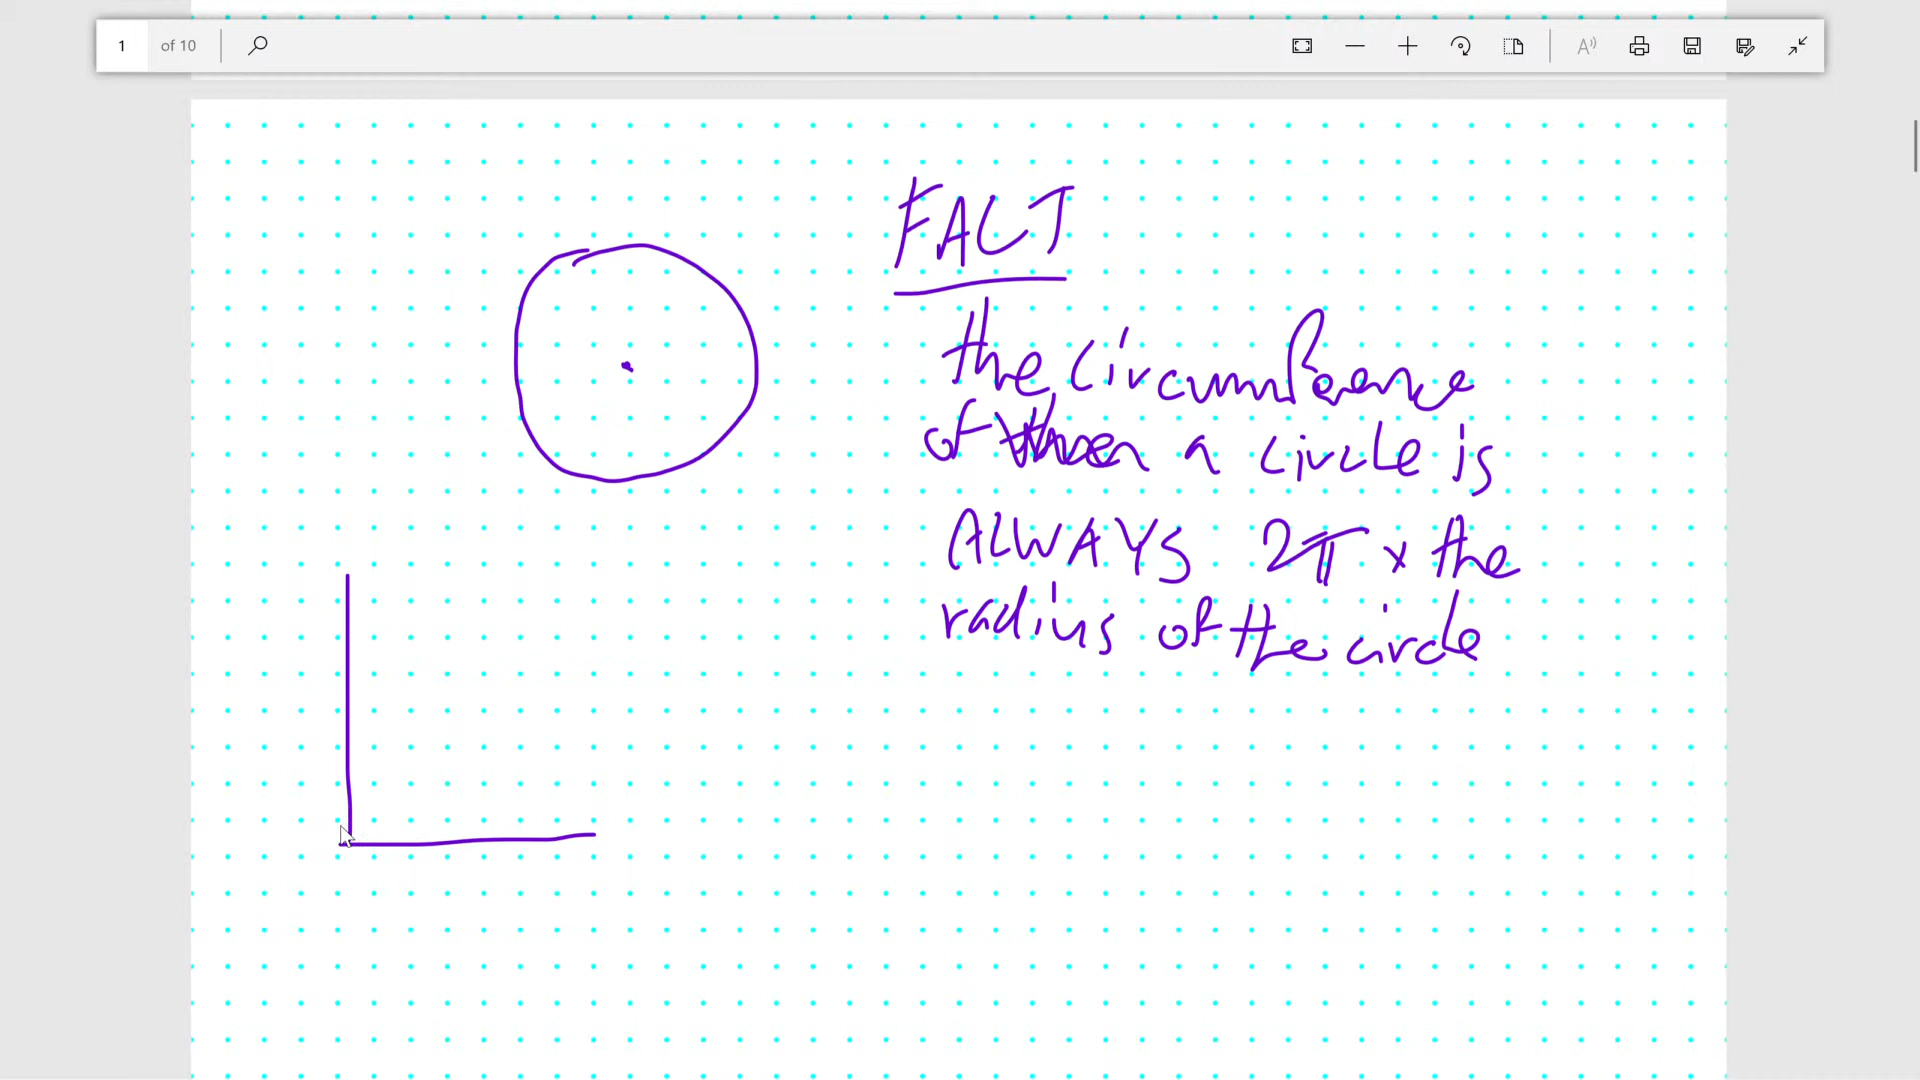 1 of 10
FACT
the circumference
of a circle is
ALWAYS 2π x the
radius of the circle